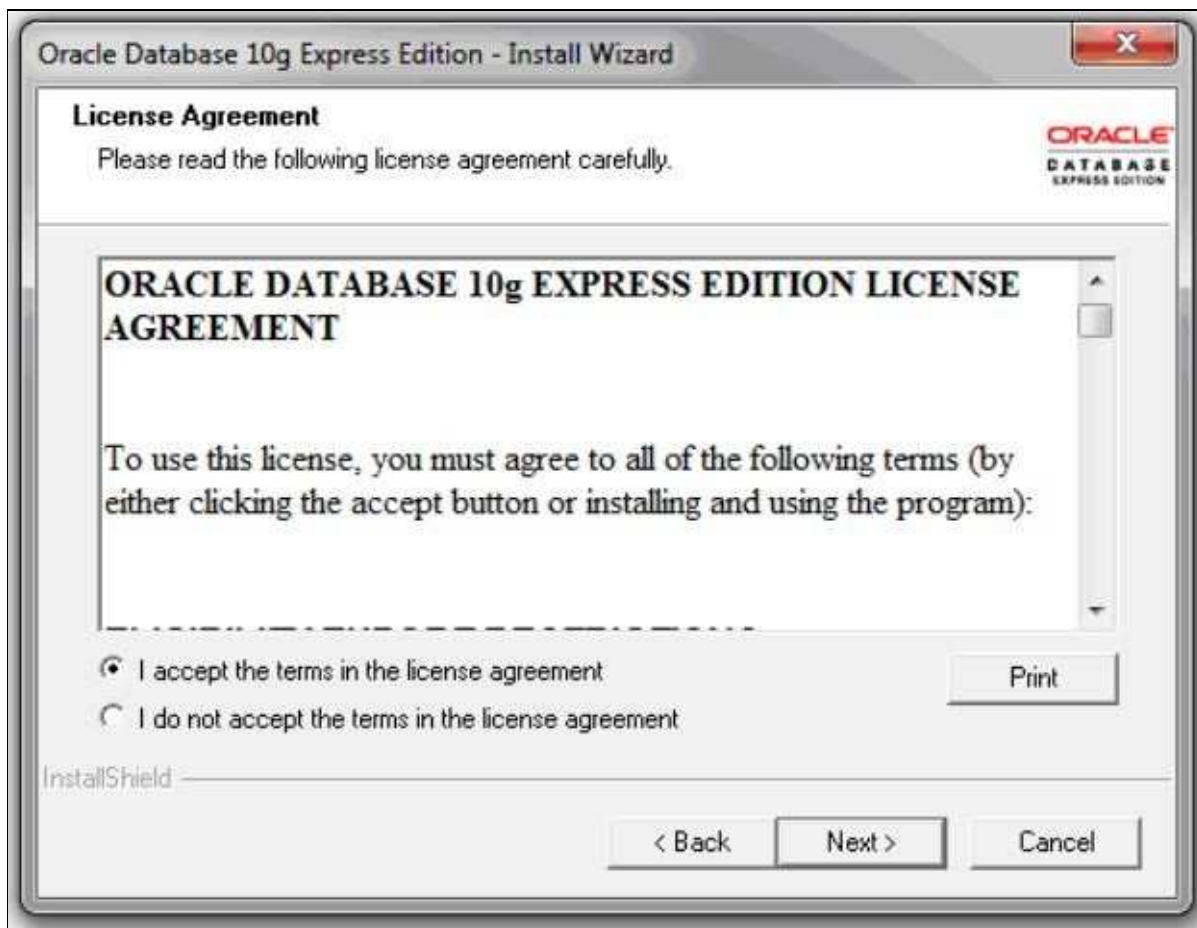 Oracle Database 10g Express Edition - Install Wizard
License Agreement
Please read the following license agreement carefully.
ORACLE
DATABASE
EXPRESS EDITION
ORACLE DATABASE 10g EXPRESS EDITION LICENSE
AGREEMENT
To use this license, you must agree to all of the following terms (by
either clicking the accept button or installing and using the program):
I accept the terms in the license agreement
Print
I do not accept the terms in the license agreement
InstallShield
< Back
Next >
Cancel